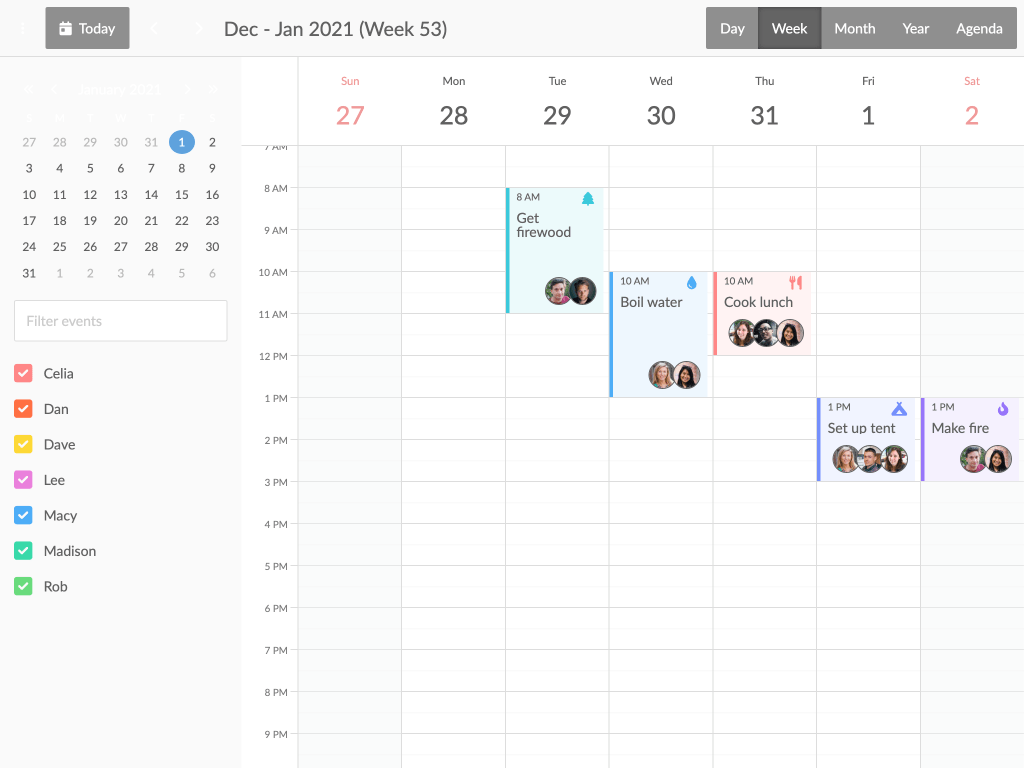 Today
Dec - Jan 2021 (Week 53)
Day Week Month Year Agenda
January 2021
S M T W T F S
27 28 29 30 31 1 2
3 4 5 6 7 8 9
10 11 12 13 14 15 16
17 18 19 20 21 22 23
24 25 26 27 28 29 30
31 1 2 3 4 5 6
Filter events
Celia
Dan
Dave
Lee
Macy
Madison
Rob
Sun Mon Tue Wed Thu Fri Sat
27 28 29 30 31 1 2
7 AM
8 AM
9 AM
10 AM
11 AM
12 PM
1 PM
2 PM
3 PM
4 PM
5 PM
6 PM
7 PM
8 PM
9 PM
8 AM
Get
firewood
10 AM
Boil water
10 AM
Cook lunch
1 PM
Set up tent
1 PM
Make fire